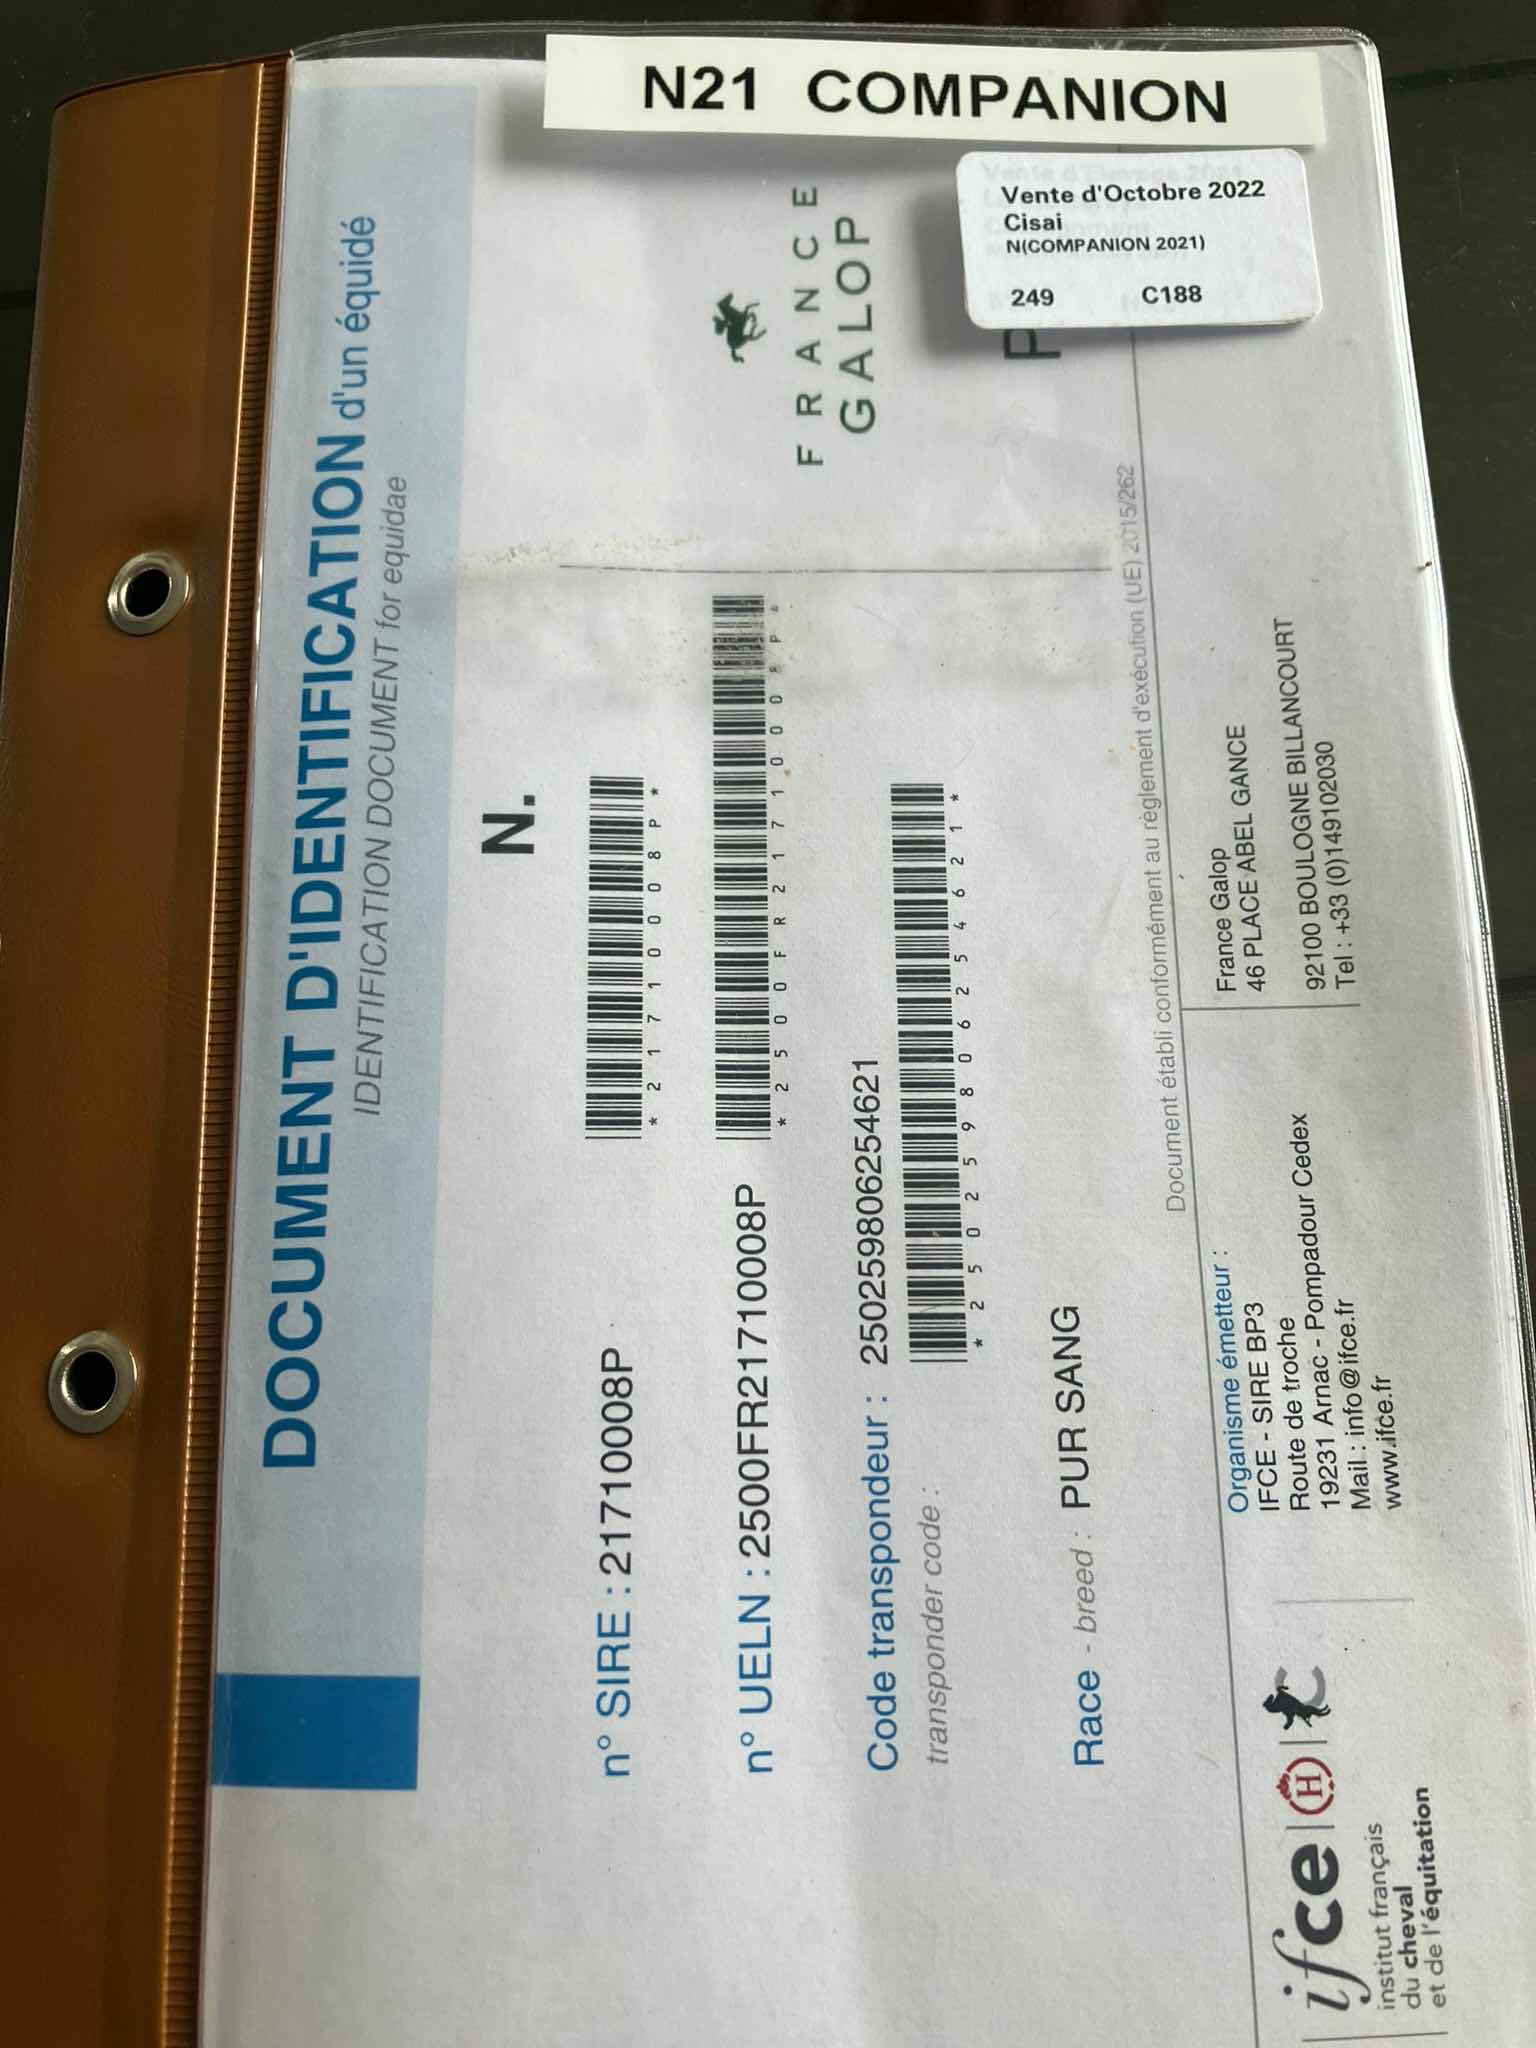 N21 COMPANION
Vente d'Octobre 2022
Cisai
N(COMPANION 2021)
249 C188
DOCUMENT D'IDENTIFICATION d'un équidé
IDENTIFICATION DOCUMENT for equidae
N.
FRANCE
GALOP
P
n° SIRE : 21710008P
*21710008P*
n° UELN : 2500FR21710008P
*2500FR21710008P*
Code transpondeur : 250259806254621
transponder code :
*250259806254621*
Race - breed : PUR SANG
Document établi conformément au règlement d'exécution (UE) 2015/262
ifce
institut français
du cheval
et de l'équitation
H
Organisme émetteur :
IFCE - SIRE BP3
Route de troche
19231 Arnac - Pompadour Cedex
Mail : info@ifce.fr
www.ifce.fr
France Galop
46 PLACE ABEL GANCE
92100 BOULOGNE BILLANCOURT
Tel : +33 (0)149102030